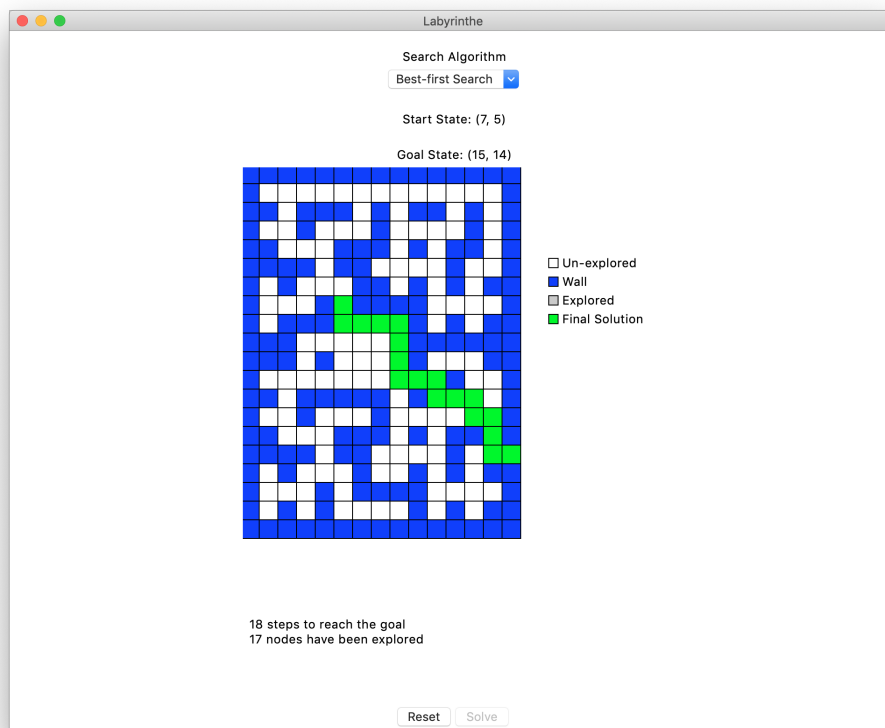 Labyrinthe
Search Algorithm
Best-first Search
Start State: (7, 5)
Goal State: (15, 14)
Un-explored
Wall
Explored
Final Solution
18 steps to reach the goal
17 nodes have been explored
Reset Solve